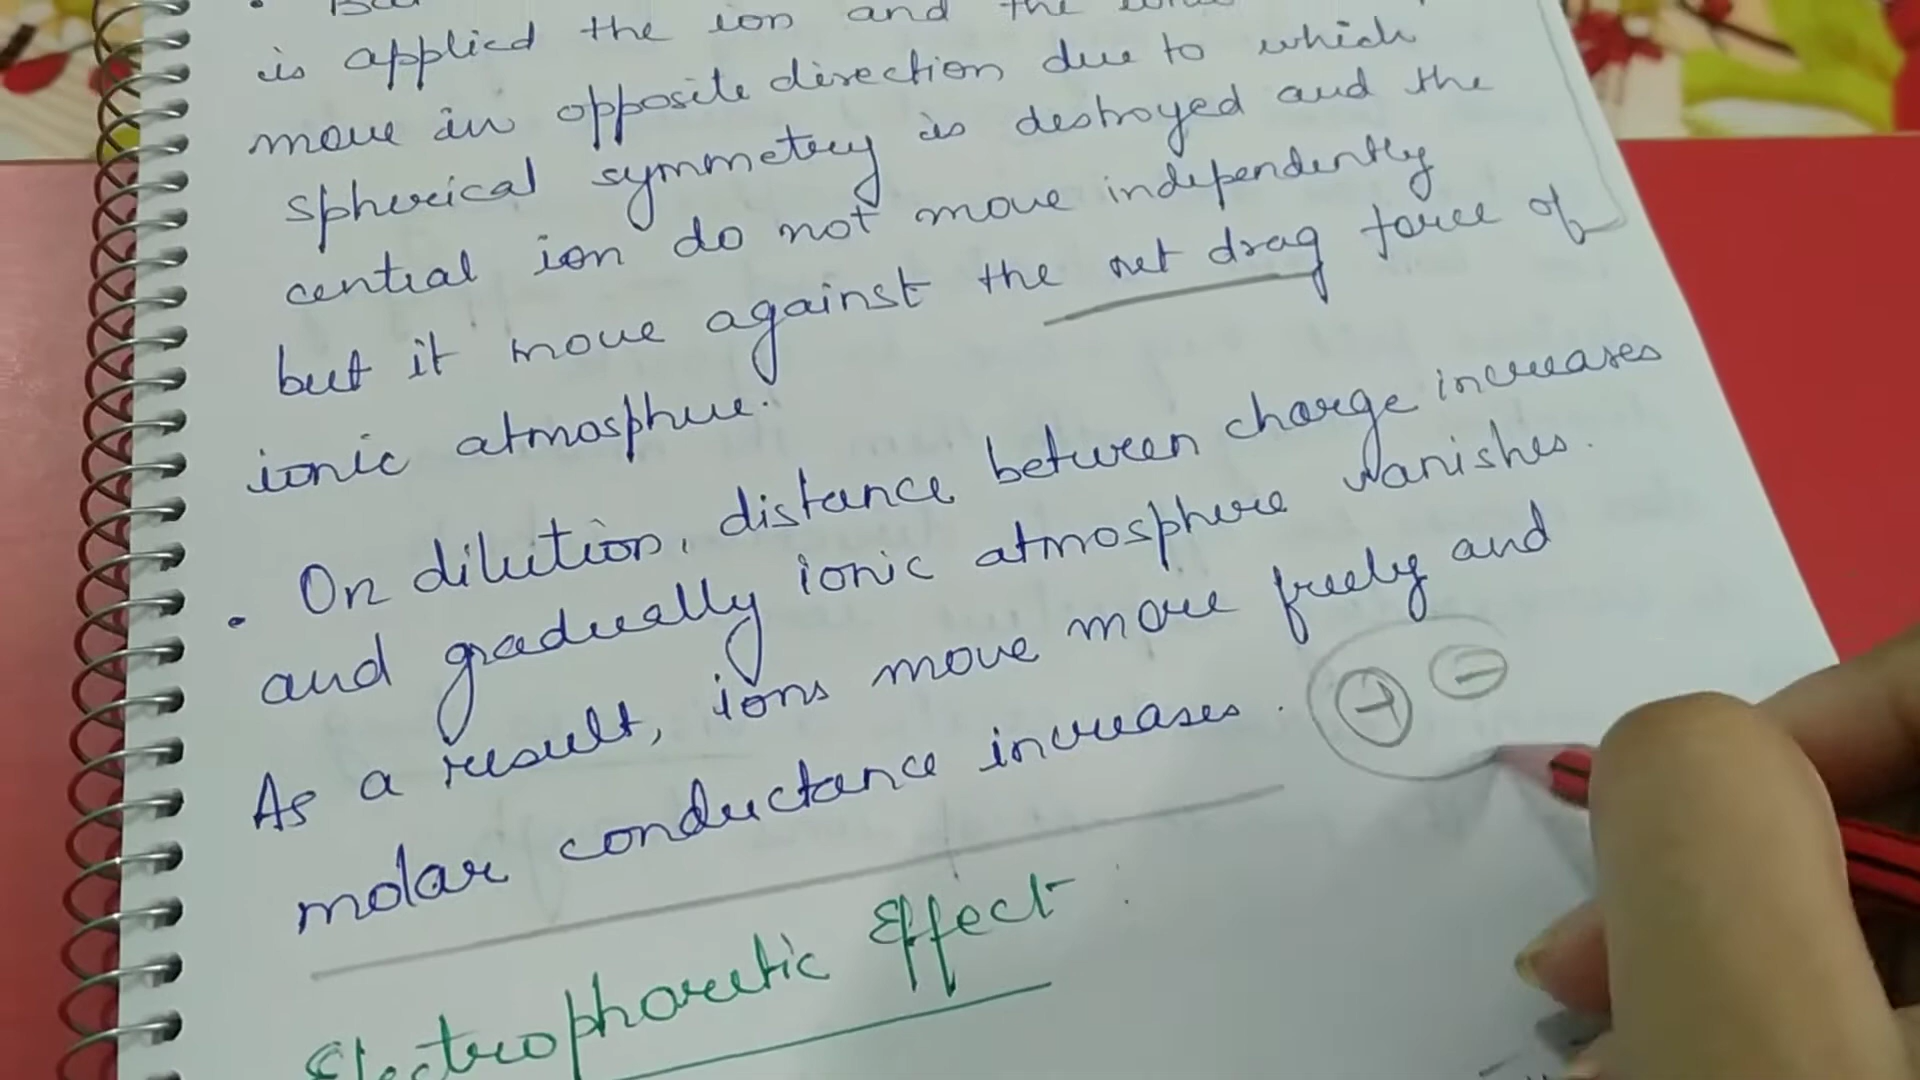 is applied the ion and the
move in opposite direction due to which
spherical symmetry is destroyed and the
central ion do not move independently
but it move against the net drag force of
ionic atmosphere.
• On dilution, distance between charge increases
and gradually ionic atmosphere vanishes.
As a result, ions move more freely and
molar conductance increases.
+ −
Electrophoretic Effect